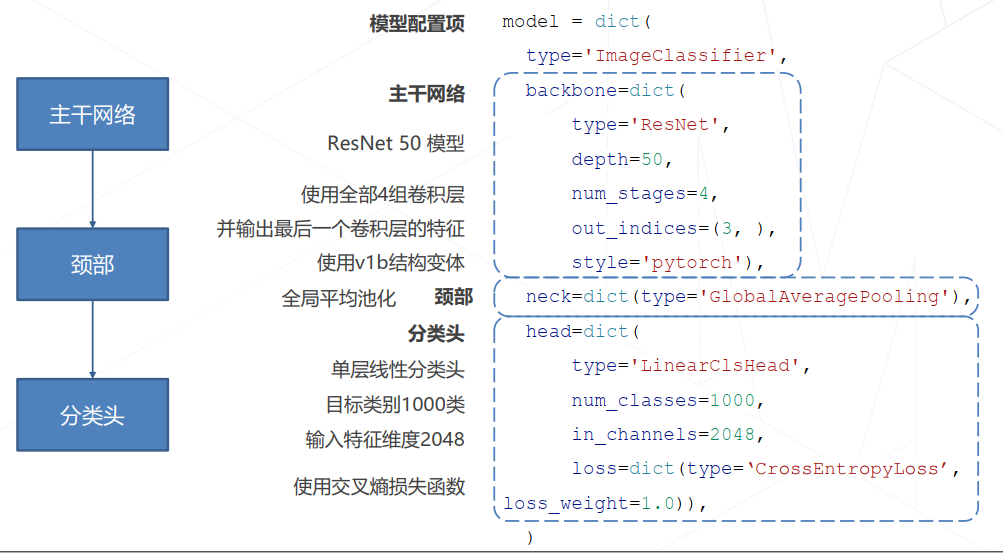 模型配置项 model = dict(
type='ImageClassifier',
主干网络 backbone=dict(
主干网络
type='ResNet',
ResNet 50 模型
depth=50,
使用全部4组卷积层 num_stages=4,
并输出最后一个卷积层的特征 out_indices=(3, ),
使用v1b结构变体 style='pytorch'),
颈部
全局平均池化 颈部 neck=dict(type='GlobalAveragePooling'),
分类头 head=dict(
单层线性分类头 type='LinearClsHead',
目标类别1000类 num_classes=1000,
分类头
输入特征维度2048 in_channels=2048,
使用交叉熵损失函数 loss=dict(type=‘CrossEntropyLoss’,
loss_weight=1.0)),
)